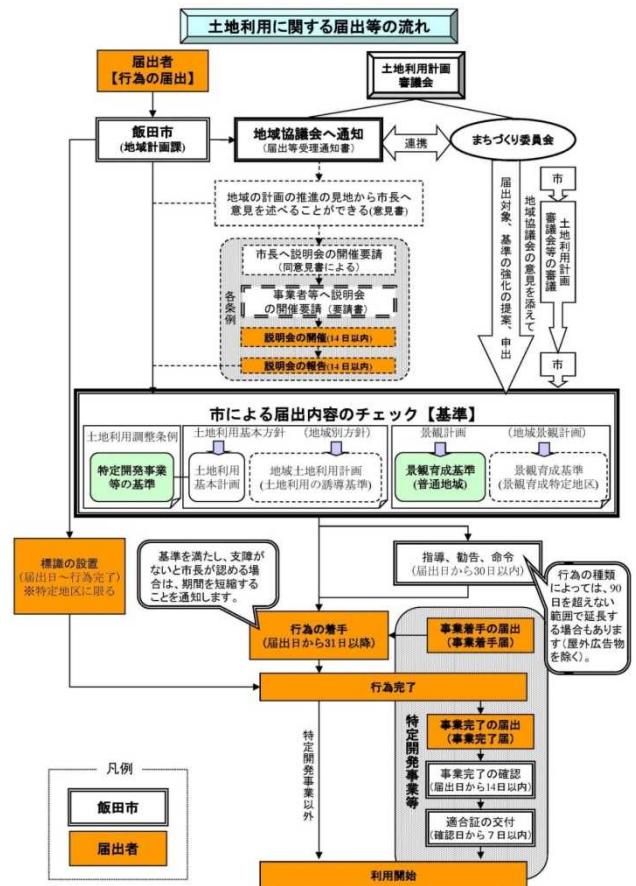 土地利用に関する届出等の流れ
届出者
【行為の届出】
土地利用計画
審議会
飯田市
(地域計画課)
地域協議会へ通知
(届出等受理通知書)
連携
まちづくり委員会
地域の計画の推進の見地から市長へ
意見を述べることができる(意見書)
市長へ説明会の開催要請
(同意見書による)
事業者等へ説明会
の開催要請(要請書)
説明会の開催(14日以内)
説明会の報告(14日以内)
各条例
地域協議会の意見を添えて
届出対象、基準の強化の提案、申出
市
土地利用計画
審議会等の審議
市
市による届出内容のチェック【基準】
土地利用調整条例
特定開発事業
等の基準
土地利用基本方針
(地域別方針)
土地利用
基本計画
地域土地利用計画
(土地利用の誘導基準)
景観計画
(地域景観計画)
景観育成基準
(普通地域)
景観育成基準
(景観育成特定地区)
標識の設置
(届出日～行為完了)
※特定地区に限る
基準を満たし、支障が
ないと市長が認める場
合は、期間を短縮する
ことを通知します。
指導、勧告、命令
(届出日から30日以内)
行為の種類
によっては、90
日を超えない
範囲で延長す
る場合もありま
す(屋外広告物
を除く)。
行為の着手
(届出日から31日以降)
事業着手の届出
(事業着手届)
行為完了
特定開発事業以外
特定開発事業等
事業完了の届出
(事業完了届)
事業完了の確認
(届出日から14日以内)
適合証の交付
(確認日から7日以内)
利用開始
凡例
飯田市
届出者